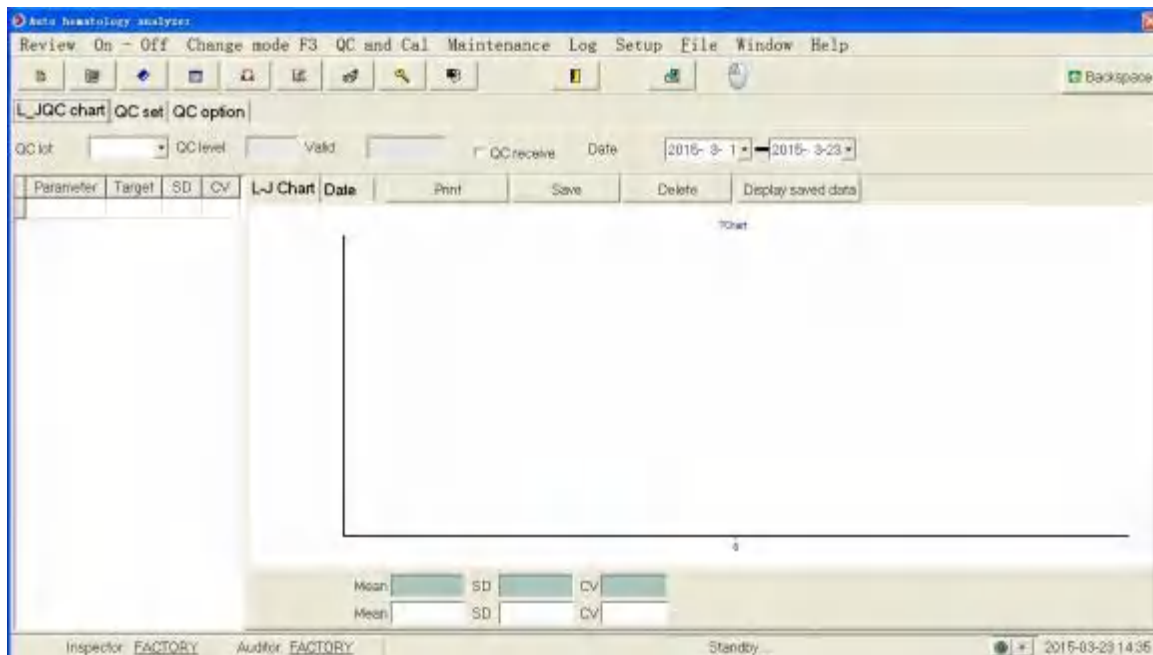 Auto hematology analyzer
Review On - Off Change mode F3 QC and Cal Maintenance Log Setup File Window Help
Backspace
L_JQC chart QC set QC option
QC lot QC level Valid QC receive Date 2015- 3- 1 2015- 3-23
Parameter Target SD CV L-J Chart Date Print Save Delete Display saved data
TChart
0
Mean SD CV
Mean SD CV
Inspector FACTORY Auditor FACTORY Standby... 2015-03-23 14:35